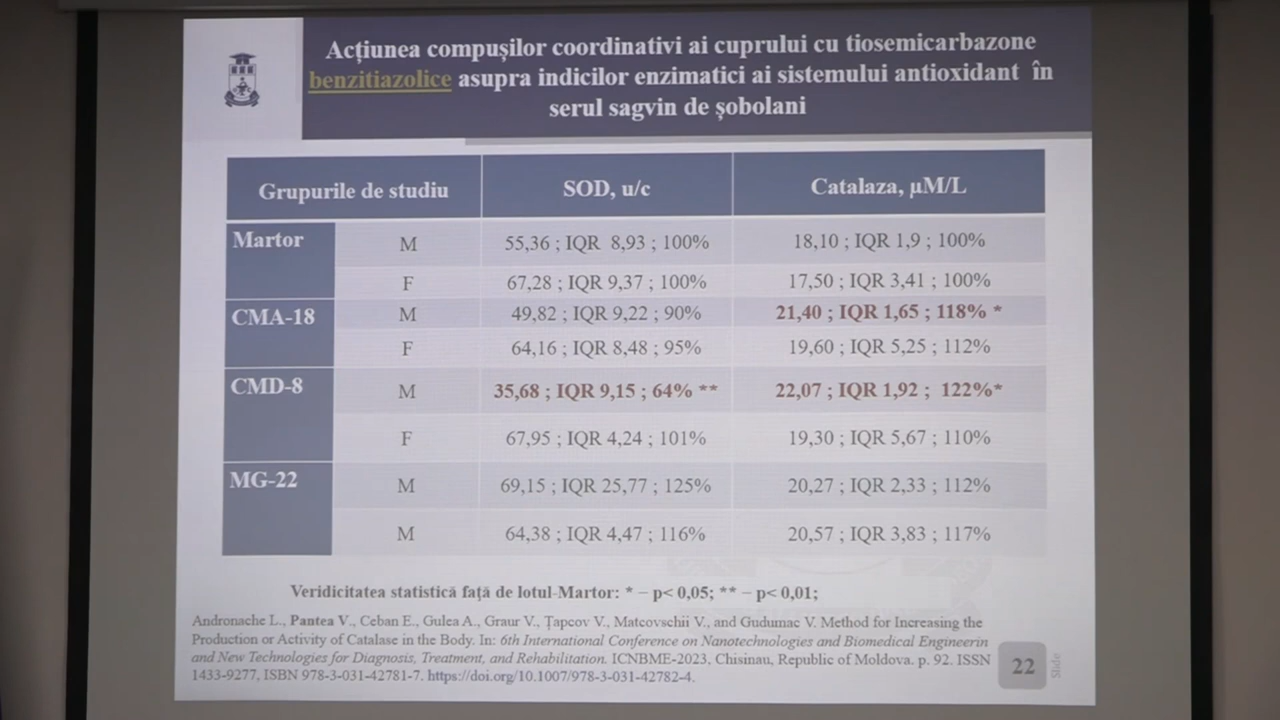 Acțiunea compușilor coordinativi ai cuprului cu tiosemicarbazone
benzitiazolice asupra indicilor enzimatici ai sistemului antioxidant în
serul sagvin de șobolani
Grupurile de studiu SOD, u/c Catalaza, µM/L
Martor M 55,36 ; IQR 8,93 ; 100% 18,10 ; IQR 1,9 ; 100%
F 67,28 ; IQR 9,37 ; 100% 17,50 ; IQR 3,41 ; 100%
CMA-18 M 49,82 ; IQR 9,22 ; 90% 21,40 ; IQR 1,65 ; 118% *
F 64,16 ; IQR 8,48 ; 95% 19,60 ; IQR 5,25 ; 112%
CMD-8 M 35,68 ; IQR 9,15 ; 64% ** 22,07 ; IQR 1,92 ; 122%*
F 67,95 ; IQR 4,24 ; 101% 19,30 ; IQR 5,67 ; 110%
MG-22 M 69,15 ; IQR 25,77 ; 125% 20,27 ; IQR 2,33 ; 112%
M 64,38 ; IQR 4,47 ; 116% 20,57 ; IQR 3,83 ; 117%
Veridicitatea statistică faţă de lotul-Martor: * – p< 0,05; ** – p< 0,01;
Andronache L., Pantea V., Ceban E., Gulea A., Graur V., Țapcov V., Matcovschii V., and Gudumac V. Method for Increasing the
Production or Activity of Catalase in the Body. In: 6th International Conference on Nanotechnologies and Biomedical Engineerin
and New Technologies for Diagnosis, Treatment, and Rehabilitation. ICNBME-2023, Chisinau, Republic of Moldova. p. 92. ISSN
1433-9277, ISBN 978-3-031-42781-7. https://doi.org/10.1007/978-3-031-42782-4.
22
Slide